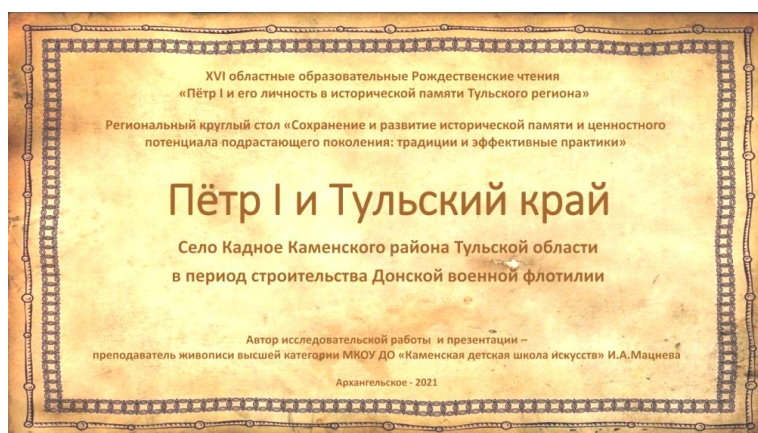 XVI областные образовательные Рождественские чтения
«Пётр I и его личность в исторической памяти Тульского региона»
Региональный круглый стол «Сохранение и развитие исторической памяти и ценностного
потенциала подрастающего поколения: традиции и эффективные практики»
Пётр I и Тульский край
Село Кадное Каменского района Тульской области
в период строительства Донской военной флотилии
Автор исследовательской работы и презентации –
преподаватель живописи высшей категории МКОУ ДО «Каменская детская школа искусств» И.А.Мацнева
Архангельское - 2021